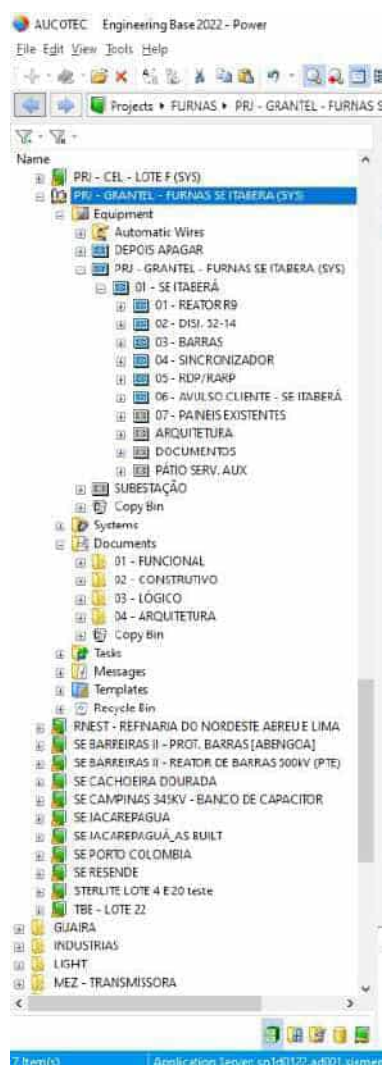 AUCOTEC Engineering Base 2022 - Power
File Edit View Tools Help
Projects FURNAS PRJ - GRANTEL - FURNAS S
Name
PRJ - CEL - LOTE F (SYS)
PRJ - GRANTEL - FURNAS SE ITABERA (SYS)
Equipment
Automatic Wires
DEPOIS APAGAR
PRJ - GRANTEL - FURNAS SE ITABERA (SYS)
01 - SE ITABERÁ
01 - REATOR R9
02 - DISJ. 52-14
03 - BARRAS
04 - SINCRONIZADOR
05 - RDP/RARP
06 - AVULSO CLIENTE - SE ITABERÁ
07 - PAINEIS EXISTENTES
ARQUITETURA
DOCUMENTOS
PÁTIO SERV. AUX
SUBESTAÇÃO
Copy Bin
Systems
Documents
01 - FUNCIONAL
02 - CONSTRUTIVO
03 - LÓGICO
04 - ARQUITETURA
Copy Bin
Tasks
Messages
Templates
Recycle Bin
RNEST - REFINARIA DO NORDESTE ABREU E LIMA
SE BARREIRAS II - PROT. BARRAS [ABENGOA]
SE BARREIRAS II - REATOR DE BARRAS 500kV (PTE)
SE CACHOEIRA DOURADA
SE CAMPINAS 345KV - BANCO DE CAPACITOR
SE JACAREPAGUA
SE JACAREPAGUÁ_AS BUILT
SE PORTO COLOMBIA
SE RESENDE
STERLITE LOTE 4 E 20 teste
TBE - LOTE 22
GUAIRA
INDUSTRIAS
LIGHT
MEZ - TRANSMISSORA
7 Item(s) Application Server: sp1d0122.ad001.siemen